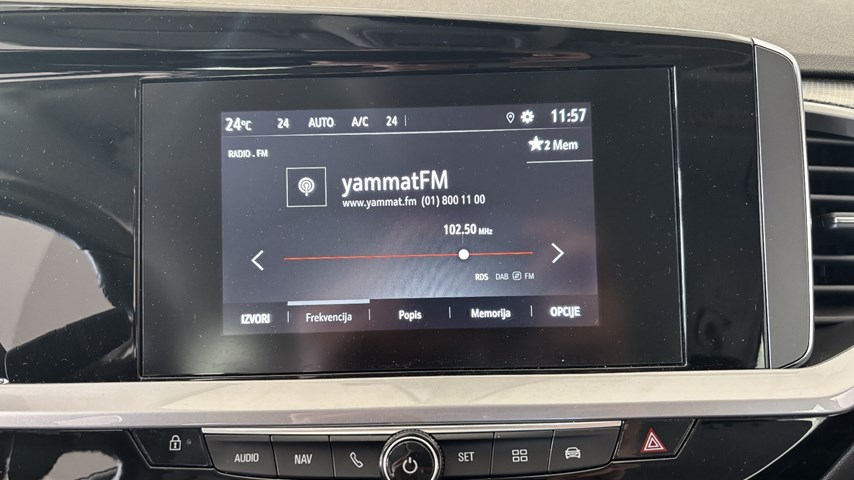 24°C 24 AUTO A/C 24 11:57
RADIO . FM
2 Mem
yammatFM
www.yammat.fm (01) 800 11 00
102.50 MHz
RDS DAB FM
IZVORI Frekvencija Popis Memorija OPCIJE
AUDIO NAV SET